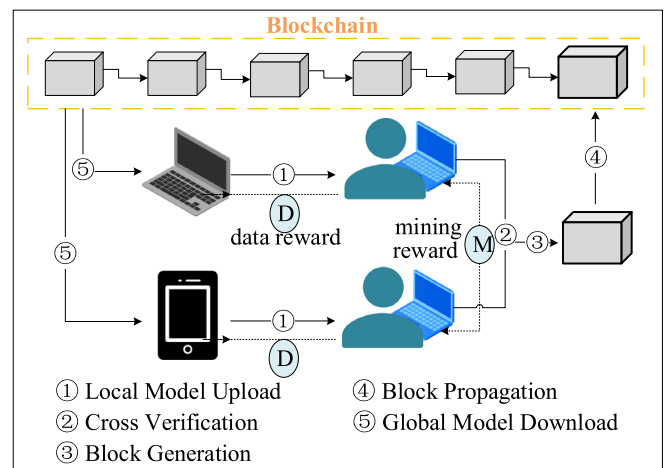 Blockchain
⑤
①
D
data reward
mining
reward
M
②
③
④
⑤
①
D
① Local Model Upload
② Cross Verification
③ Block Generation
④ Block Propagation
⑤ Global Model Download